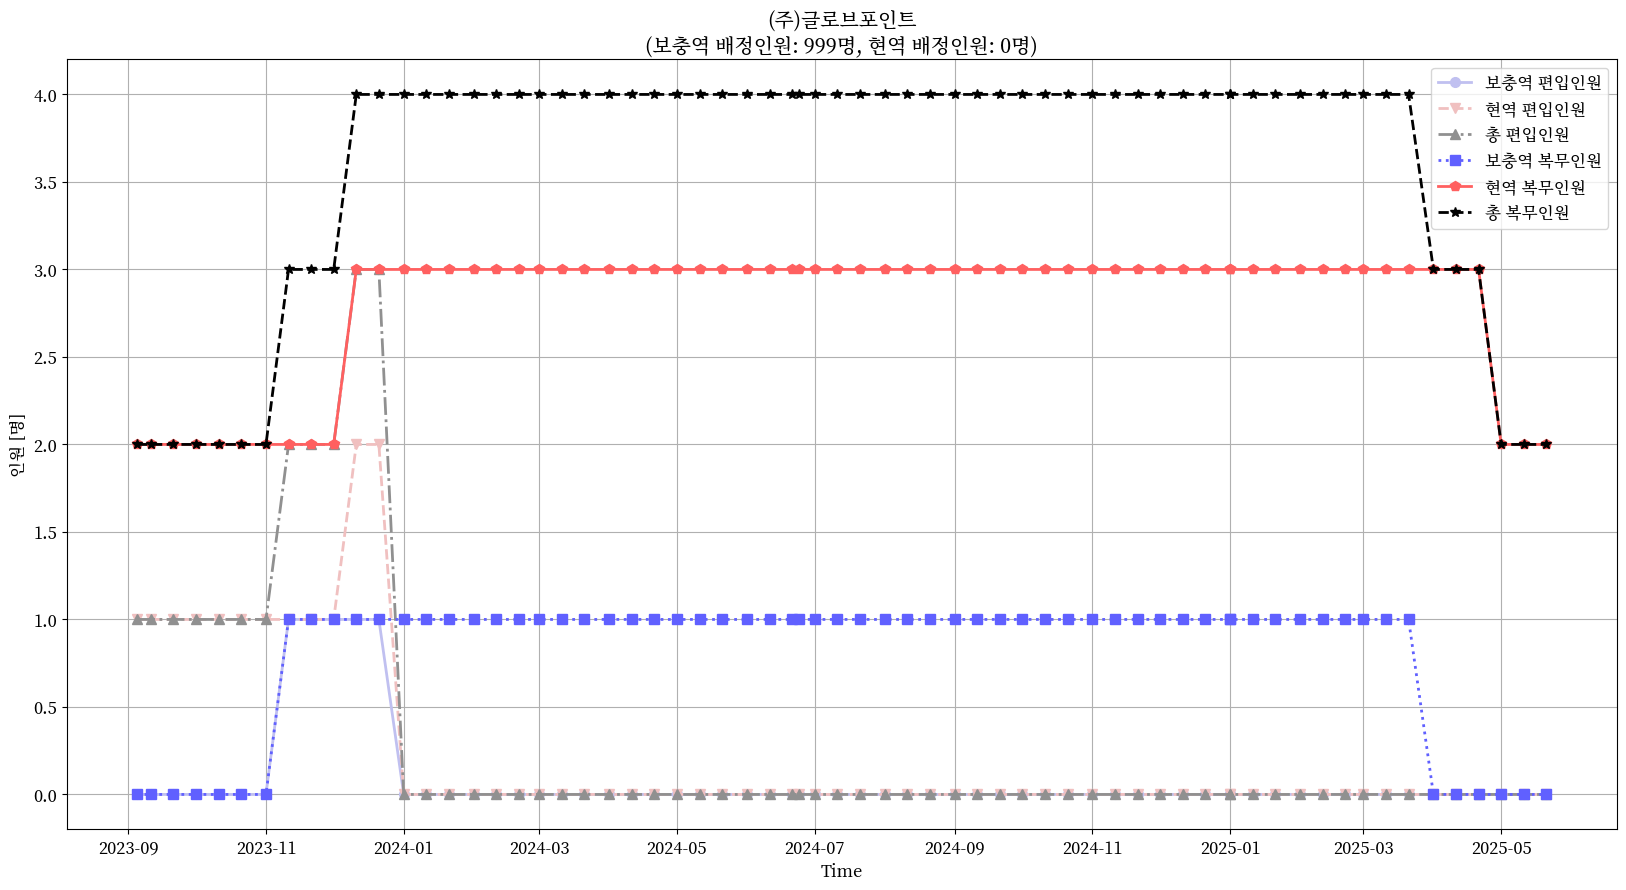 (주)글로브포인트
(보충역 배정인원: 999명, 현역 배정인원: 0명)
보충역 편입인원
현역 편입인원
총 편입인원
보충역 복무인원
현역 복무인원
총 복무인원
인원 [명]
4.0
3.5
3.0
2.5
2.0
1.5
1.0
0.5
0.0
2023-09 2023-11 2024-01 2024-03 2024-05 2024-07 2024-09 2024-11 2025-01 2025-03 2025-05
Time